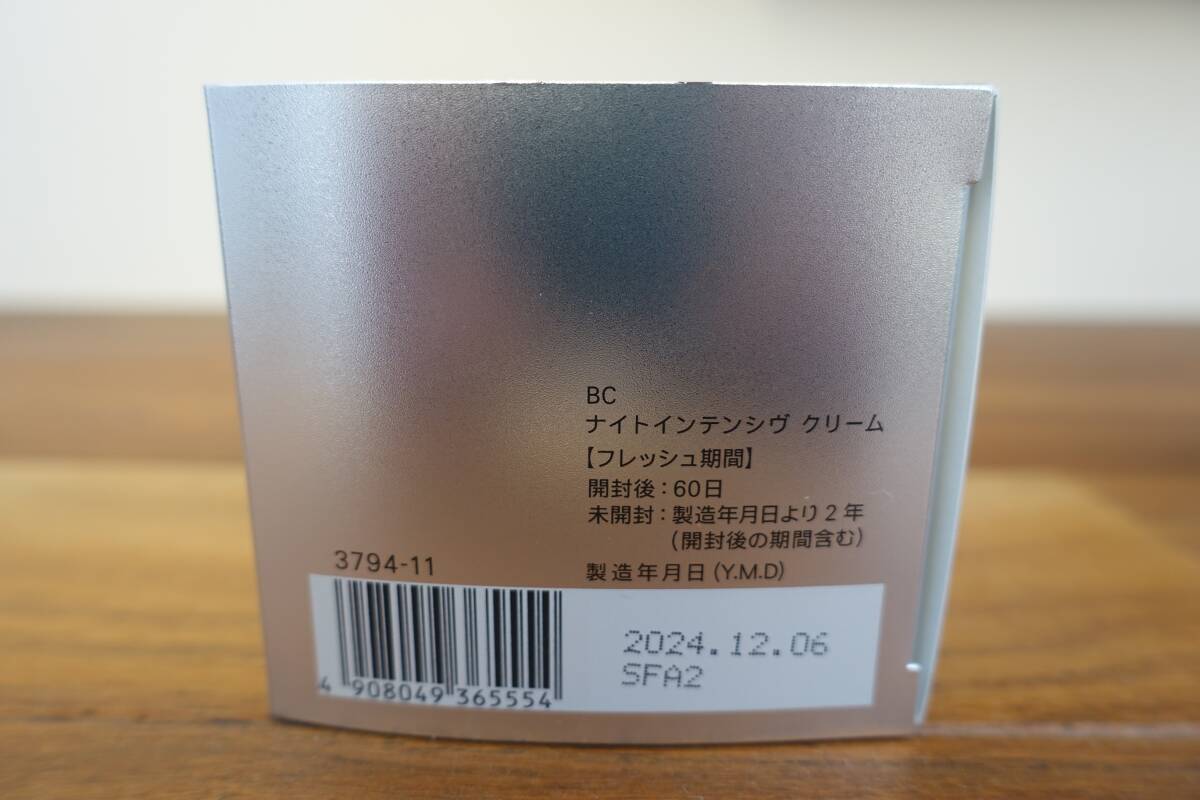 BC
ナイトインテンシヴ クリーム
【フレッシュ期間】
開封後：60日
未開封：製造年月日より2年
(開封後の期間含む)
製造年月日(Y.M.D)
3794-11
2024.12.06
SFA2
4 908049 365554